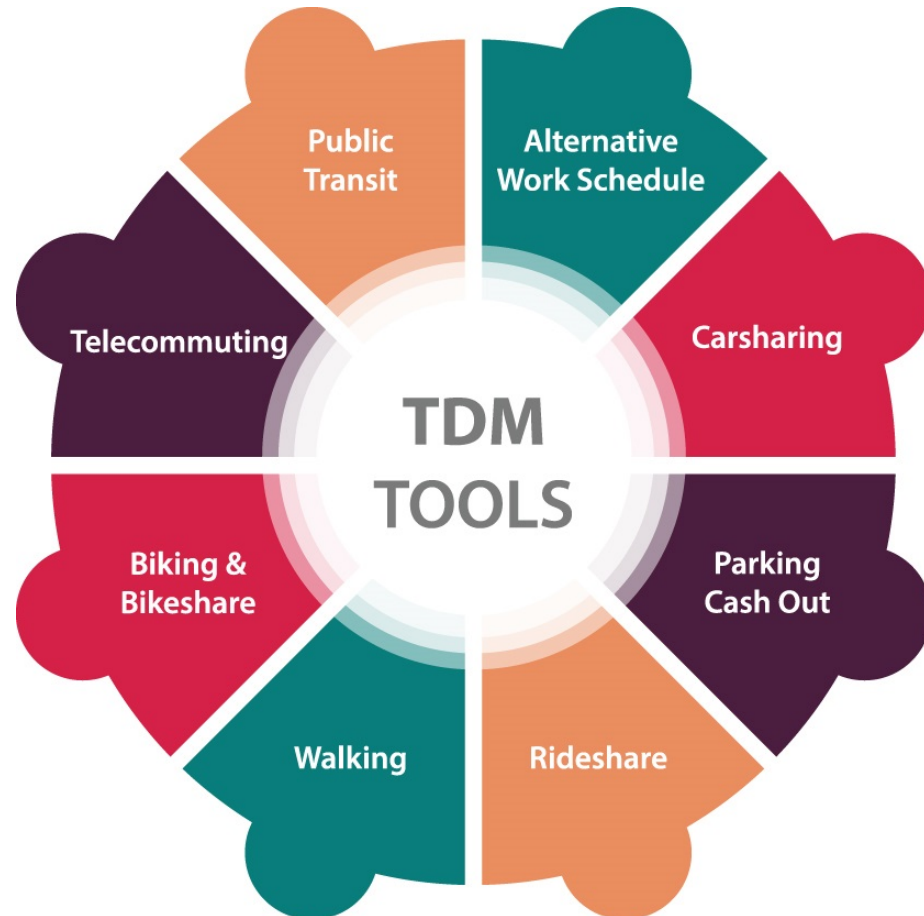 TDM
TOOLS
Public
Transit
Alternative
Work Schedule
Carsharing
Parking
Cash Out
Rideshare
Walking
Biking &
Bikeshare
Telecommuting